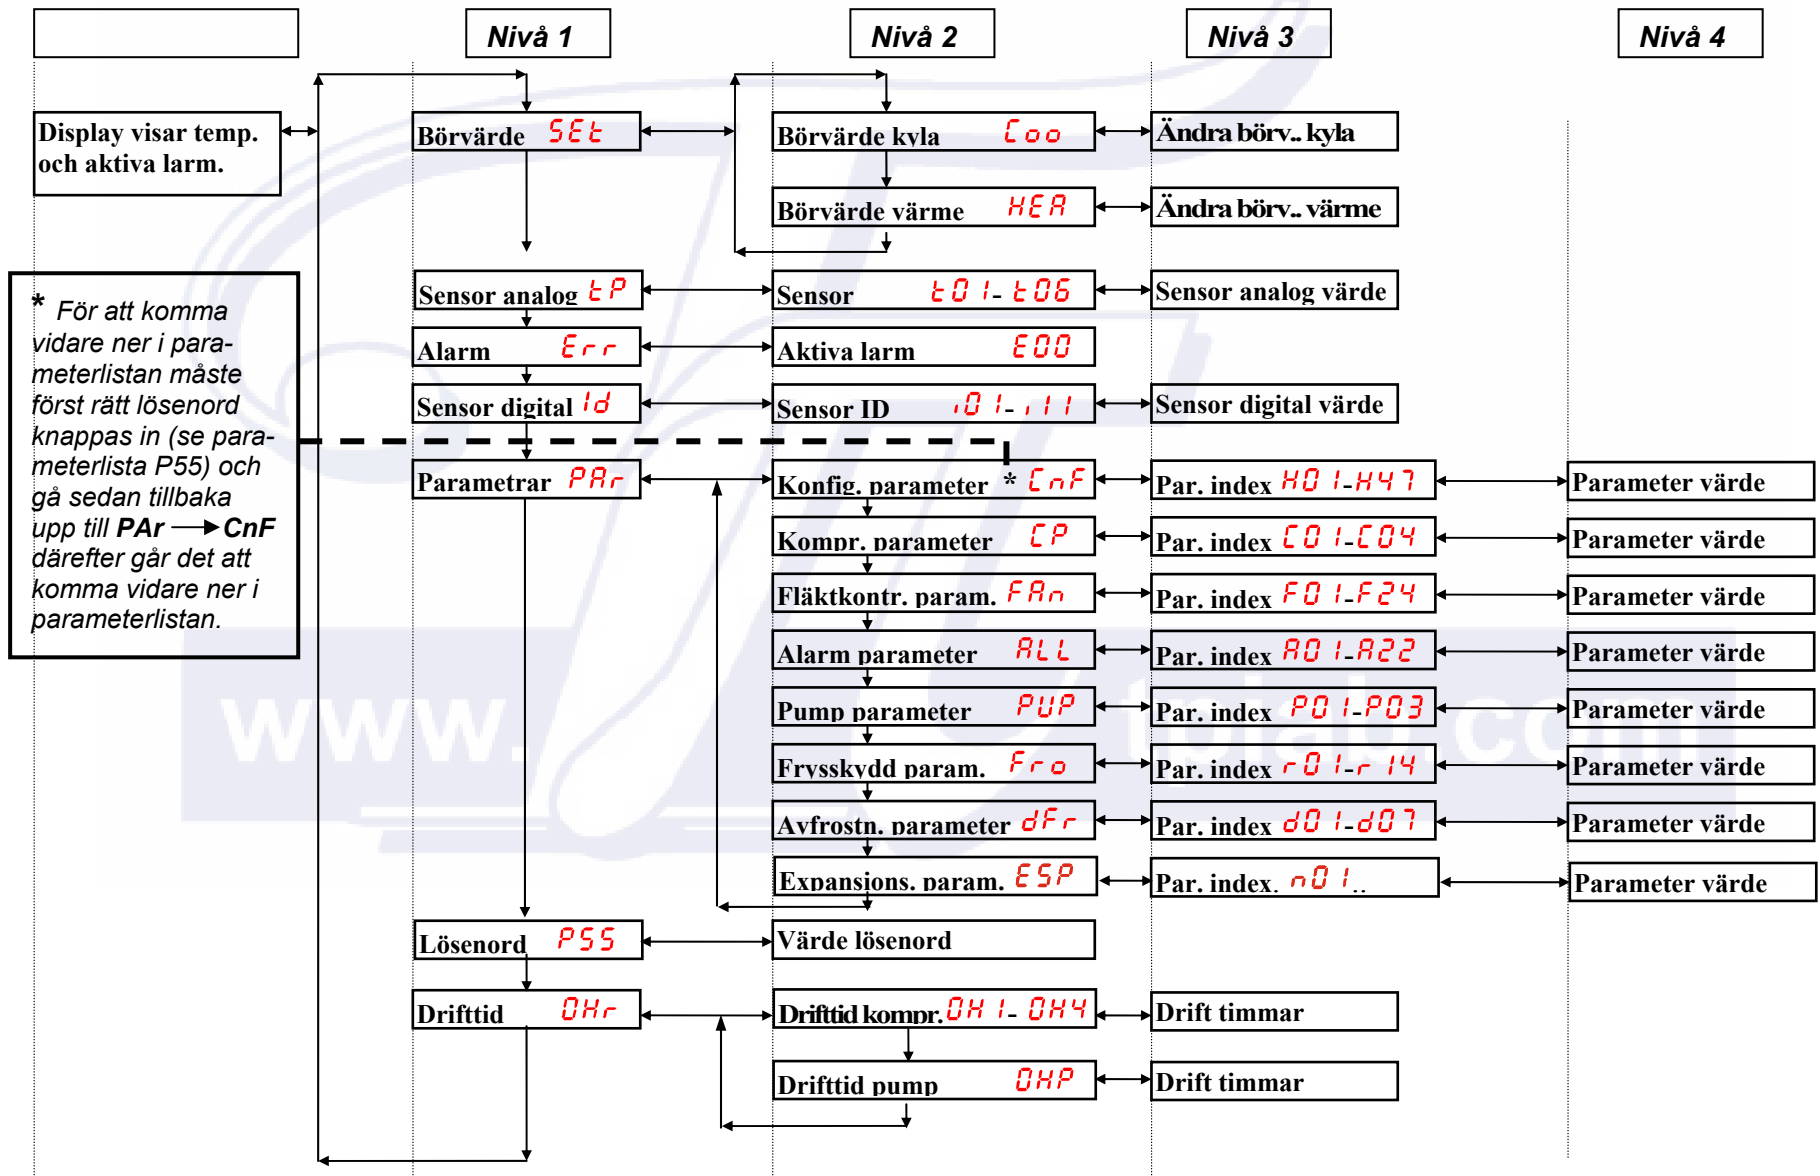 Nivå 1
Nivå 2
Nivå 3
Nivå 4
Display visar temp.
och aktiva larm.
Börvärde SEt
Börvärde kyla Coo
Ändra börv.. kyla
Börvärde värme HEA
Ändra börv.. värme
* För att komma
vidare ner i para-
meterlistan måste
först rätt lösenord
knappas in (se para-
meterlista P55) och
gå sedan tillbaka
upp till PAr → CnF
därefter går det att
komma vidare ner i
parameterlistan.
Sensor analog tP
Sensor t01- t06
Sensor analog värde
Alarm Err
Aktiva larm E00
Sensor digital Id
Sensor ID i01- i11
Sensor digital värde
Parametrar PAr
Konfig. parameter * CnF
Par. index H01-H47
Parameter värde
Kompr. parameter CP
Par. index C01-C04
Parameter värde
Fläktkontr. param. FAn
Par. index F01-F24
Parameter värde
Alarm parameter ALL
Par. index A01-A22
Parameter värde
Pump parameter PUP
Par. index P01-P03
Parameter värde
Frysskydd param. Fro
Par. index r01-r14
Parameter värde
Avfrostn. parameter dFr
Par. index d01-d07
Parameter värde
Expansions. param. ESP
Par. index. n01..
Parameter värde
Lösenord PSS
Värde lösenord
Drifttid OHr
Drifttid kompr. OH1- OH4
Drift timmar
Drifttid pump OHP
Drift timmar
www. tpiab.com